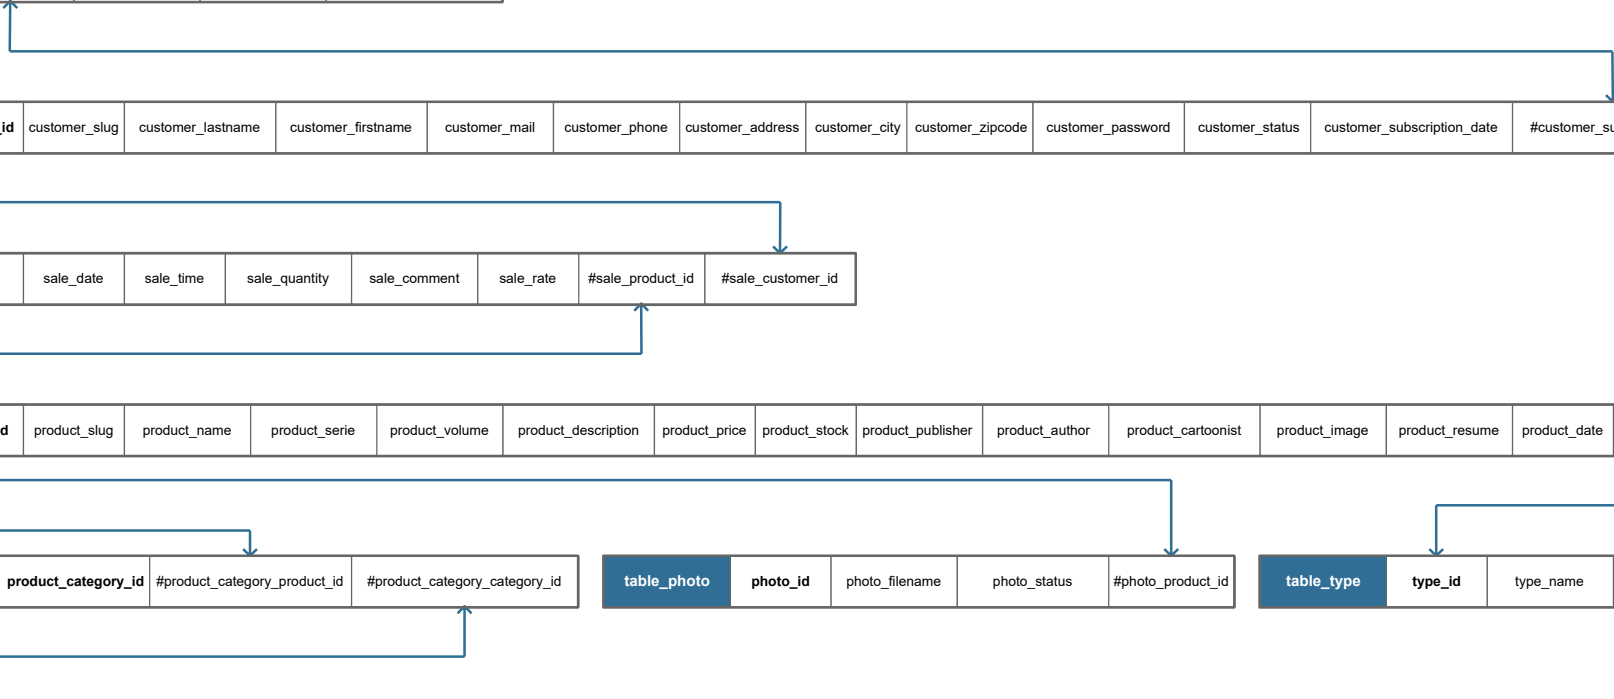 _id customer_slug customer_lastname customer_firstname customer_mail customer_phone customer_address customer_city customer_zipcode customer_password customer_status customer_subscription_date #customer_su
sale_date sale_time sale_quantity sale_comment sale_rate #sale_product_id #sale_customer_id
d product_slug product_name product_serie product_volume product_description product_price product_stock product_publisher product_author product_cartoonist product_image product_resume product_date
product_category_id #product_category_product_id #product_category_category_id table_photo photo_id photo_filename photo_status #photo_product_id table_type type_id type_name